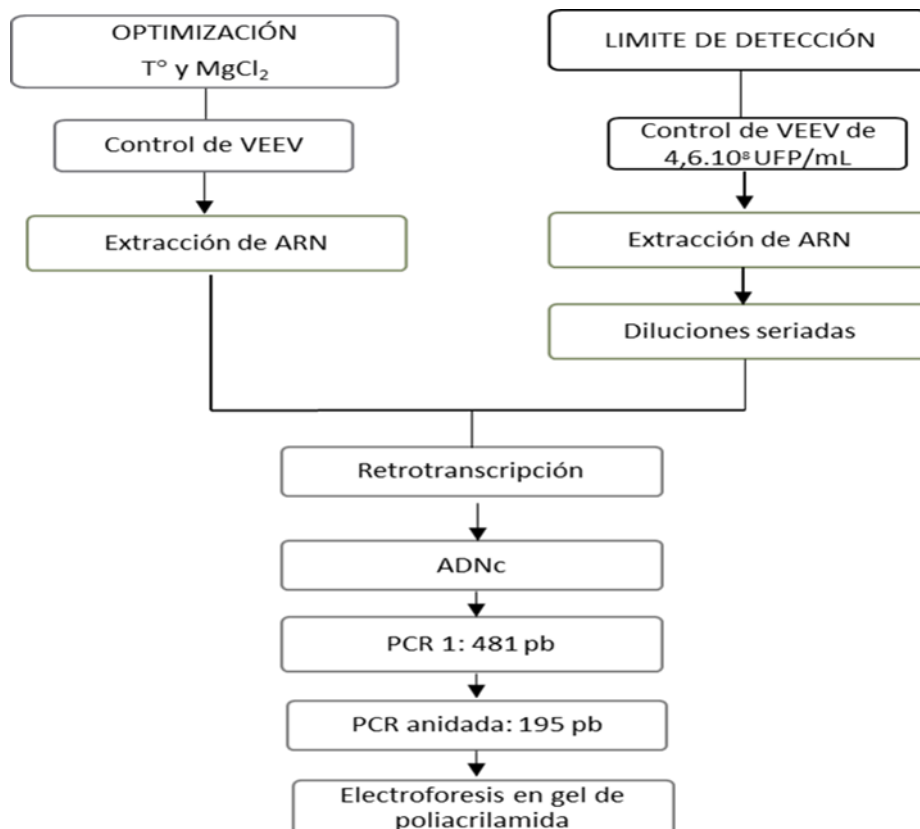 OPTIMIZACIÓN
T° y MgCl₂
LIMITE DE DETECCIÓN
Control de VEEV
Control de VEEV de
4,6.10⁸ UFP/mL
Extracción de ARN
Extracción de ARN
Diluciones seriadas
Retrotranscripción
ADNc
PCR 1: 481 pb
PCR anidada: 195 pb
Electroforesis en gel de
poliacrilamida